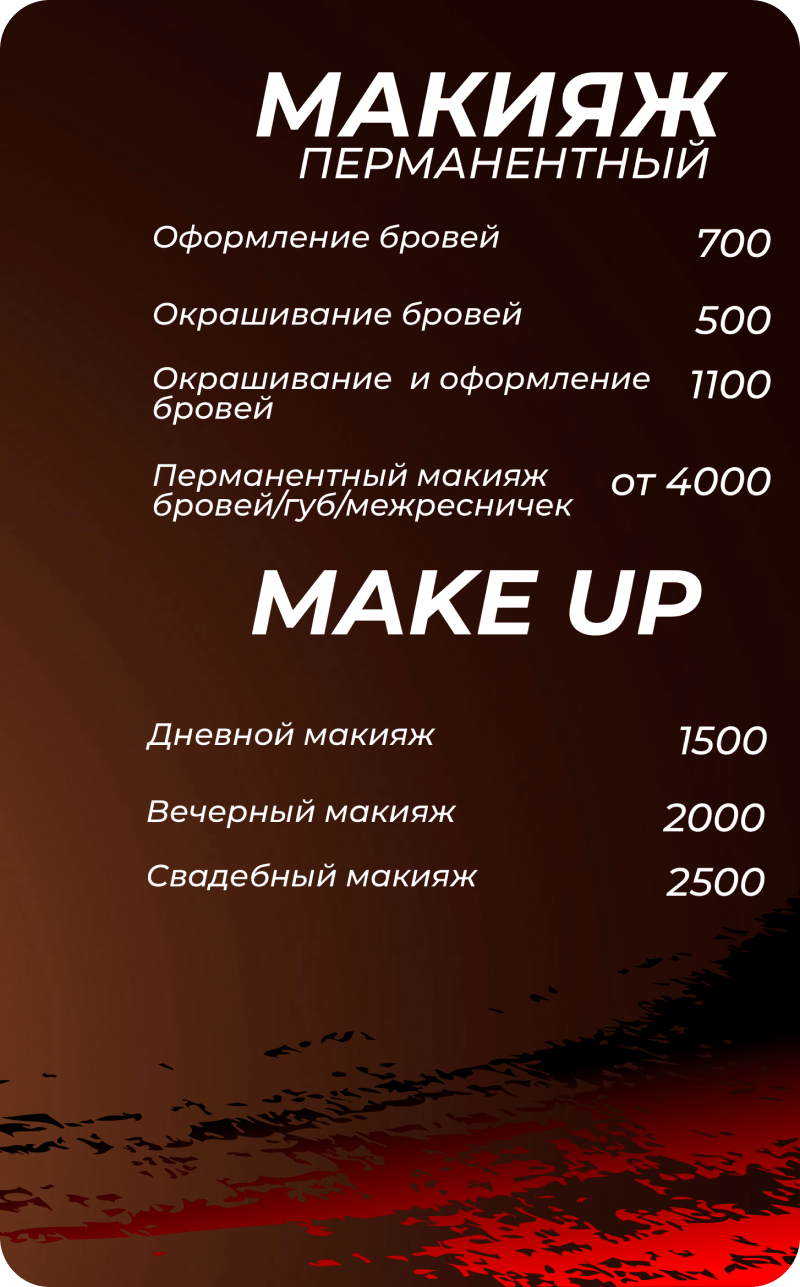 МАКИЯЖ
ПЕРМАНЕНТНЫЙ
Оформление бровей 700
Окрашивание бровей 500
Окрашивание и оформление 1100
бровей
Перманентный макияж от 4000
бровей/губ/межресничек
MAKE UP
Дневной макияж 1500
Вечерный макияж 2000
Свадебный макияж 2500